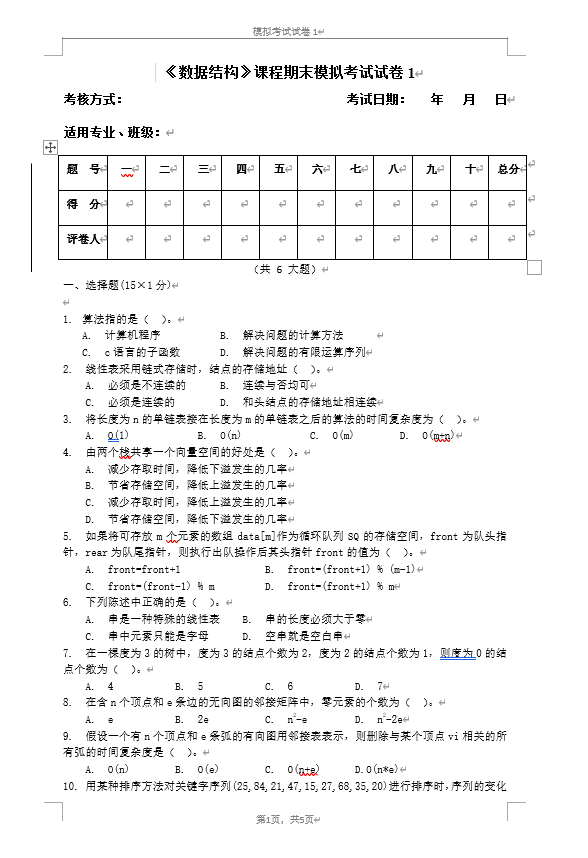 模拟考试试卷1
《数据结构》课程期末模拟考试试卷1
考核方式： 考试日期： 年 月 日
适用专业、班级：
题 号 一 二 三 四 五 六 七 八 九 十 总分
得 分
评卷人
（共 6 大题）
一、选择题(15×1分)
1. 算法指的是（ ）。
A. 计算机程序 B. 解决问题的计算方法
C. c语言的子函数 D. 解决问题的有限运算序列
2. 线性表采用链式存储时，结点的存储地址（ ）。
A. 必须是不连续的 B. 连续与否均可
C. 必须是连续的 D. 和头结点的存储地址相连续
3. 将长度为n的单链表接在长度为m的单链表之后的算法的时间复杂度为（ ）。
A. O(1) B. O(n) C. O(m) D. O(m+n)
4. 由两个栈共享一个向量空间的好处是（ ）。
A. 减少存取时间，降低下溢发生的几率
B. 节省存储空间，降低上溢发生的几率
C. 减少存取时间，降低上溢发生的几率
D. 节省存储空间，降低下溢发生的几率
5. 如果将可存放m个元素的数组data[m]作为循环队列SQ的存储空间，front为队头指
针，rear为队尾指针，则执行出队操作后其头指针front的值为（ ）。
A. front=front+1 B. front=(front+1) % (m-1)
C. front=(front-1) % m D. front=(front+1) % m
6. 下列陈述中正确的是（ ）。
A. 串是一种特殊的线性表 B. 串的长度必须大于零
C. 串中元素只能是字母 D. 空串就是空白串
7. 在一棵度为3的树中，度为3的结点个数为2，度为2的结点个数为1，则度为0的结
点个数为（ ）。
A. 4 B. 5 C. 6 D. 7
8. 在含n个顶点和e条边的无向图的邻接矩阵中，零元素的个数为（ ）。
A. e B. 2e C. n²-e D. n²-2e
9. 假设一个有n个顶点和e条弧的有向图用邻接表表示，则删除与某个顶点vi相关的所
有弧的时间复杂度是（ ）。
A. O(n) B. O(e) C. O(n+e) D.O(n*e)
10. 用某种排序方法对关键字序列(25,84,21,47,15,27,68,35,20)进行排序时，序列的变化
第1页，共5页